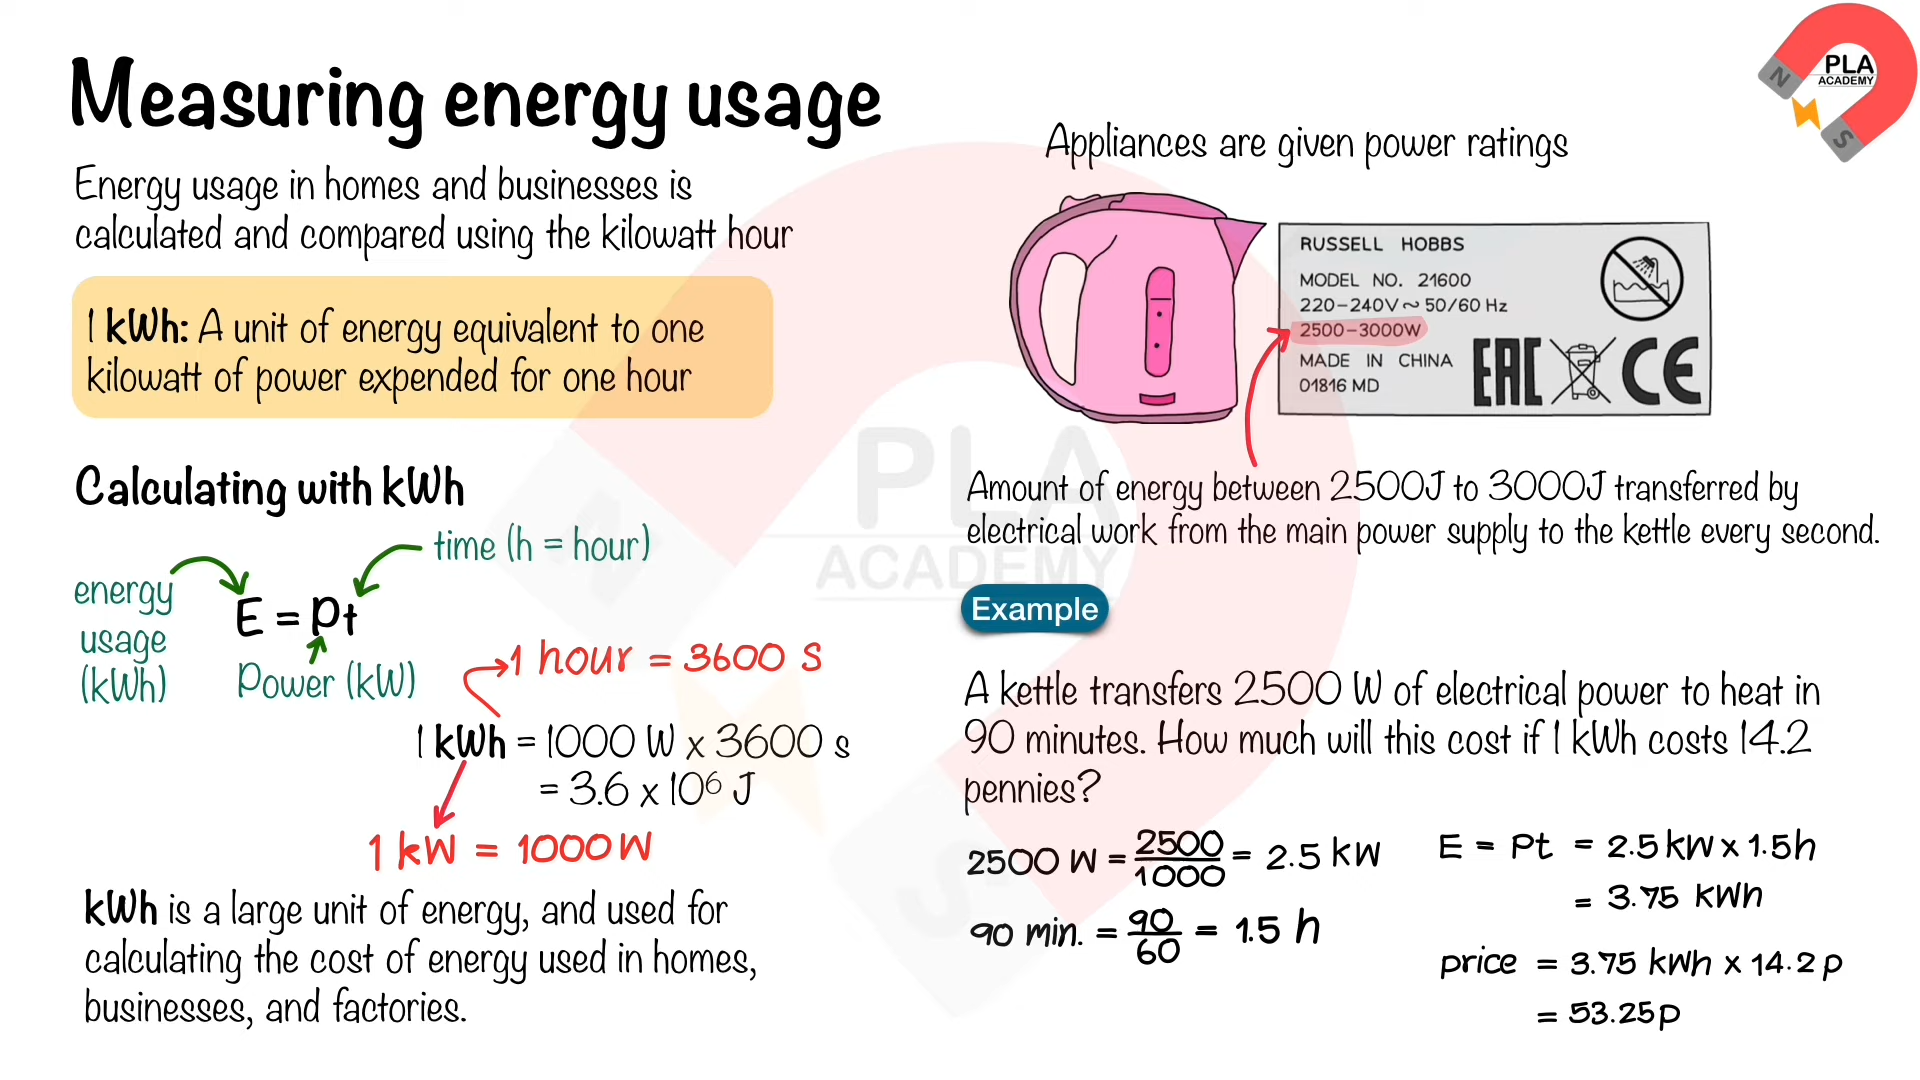 Measuring energy usage
Energy usage in homes and businesses is
calculated and compared using the kilowatt hour
1 kWh: A unit of energy equivalent to one
kilowatt of power expended for one hour
Calculating with kWh
time (h = hour)
energy
usage
(kWh)
E = Pt
Power (kW)
1 hour = 3600 s
1 kWh = 1000 W x 3600 s
= 3.6 x 10⁶ J
1 kW = 1000W
kWh is a large unit of energy, and used for
calculating the cost of energy used in homes,
businesses, and factories.
PLA
ACADEMY
N
S
Appliances are given power ratings
RUSSELL HOBBS
MODEL NO. 21600
220-240V ~ 50/60 Hz
2500-3000W
MADE IN CHINA
01816 MD
EAC
CE
Amount of energy between 2500J to 3000J transferred by
electrical work from the main power supply to the kettle every second.
Example
A kettle transfers 2500 W of electrical power to heat in
90 minutes. How much will this cost if 1 kWh costs 14.2
pennies?
2500 W = 2500/1000 = 2.5 kW
90 min. = 90/60 = 1.5 h
E = Pt = 2.5 kW x 1.5h
= 3.75 kWh
price = 3.75 kWh x 14.2 p
= 53.25p
PLA
ACADEMY
N
S